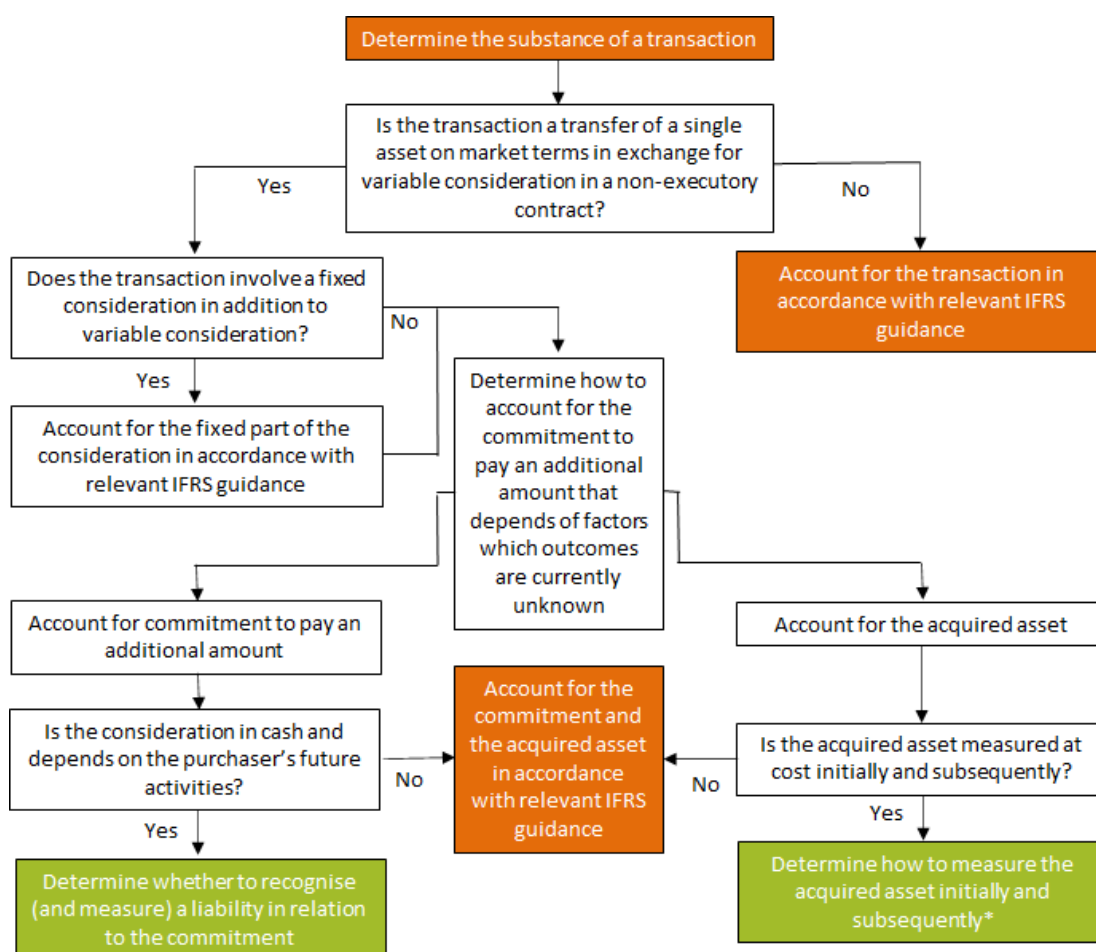 Determine the substance of a transaction
Is the transaction a transfer of a single
asset on market terms in exchange for
variable consideration in a non-executory
contract?
Yes
No
Does the transaction involve a fixed
consideration in addition to
variable consideration?
No
Account for the transaction in
accordance with relevant IFRS
guidance
Yes
Account for the fixed part of the
consideration in accordance with
relevant IFRS guidance
Determine how to
account for the
commitment to
pay an additional
amount that
depends of factors
which outcomes
are currently
unknown
Account for commitment to pay an
additional amount
Account for the acquired asset
Is the consideration in cash and
depends on the purchaser's future
activities?
No
Account for the
commitment and
the acquired asset
in accordance
with relevant IFRS
guidance
No
Is the acquired asset measured at
cost initially and subsequently?
Yes
Yes
Determine whether to recognise
(and measure) a liability in relation
to the commitment
Determine how to measure the
acquired asset initially and
subsequently*